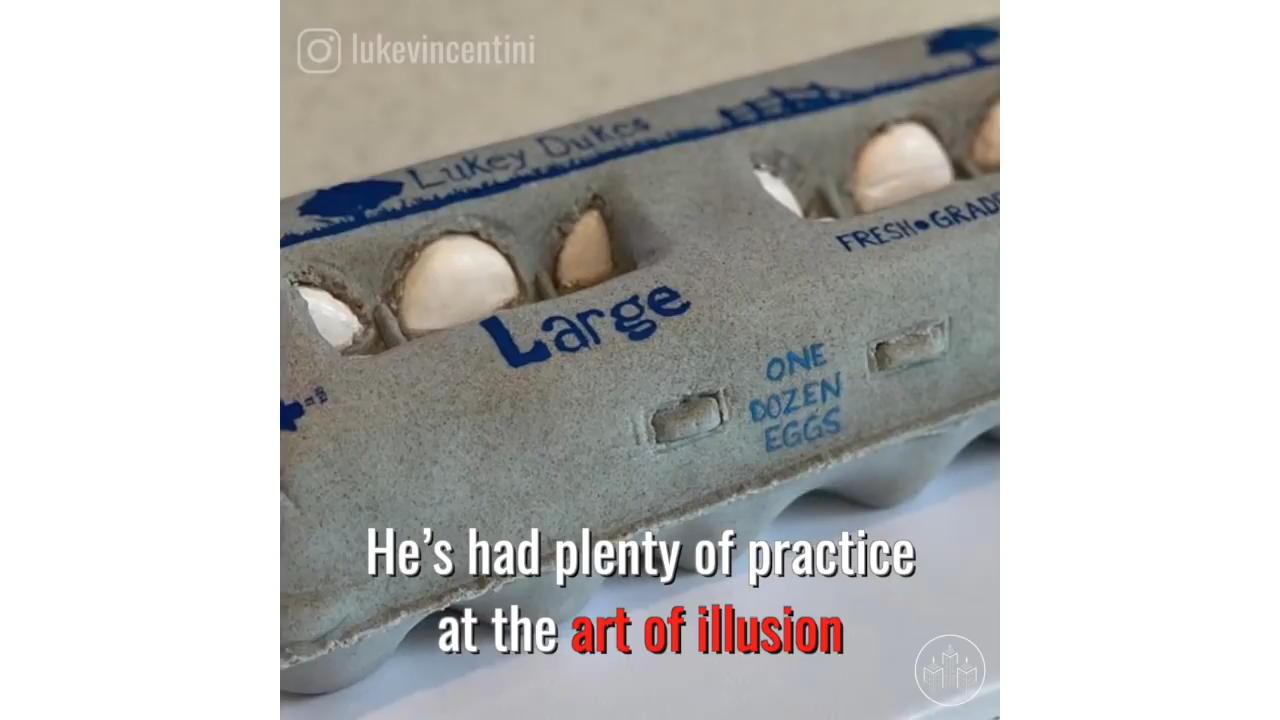 lukevincentini
Lukey Dukes
Large
FRESH•GRADE
ONE
DOZEN
EGGS
He's had plenty of practice
at the art of illusion